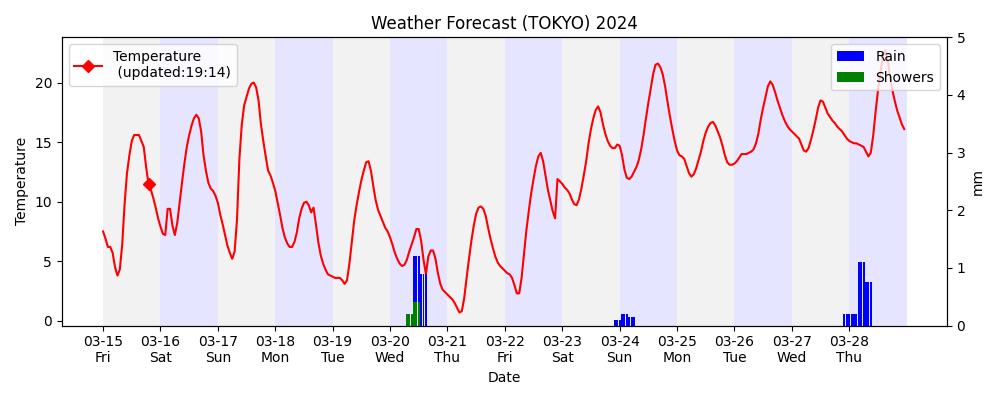 Weather Forecast (TOKYO) 2024
Temperature
(updated:19:14)
Rain
Showers
Temperature
20
15
10
5
0
5
4
3
2
1
0
mm
03-15 03-16 03-17 03-18 03-19 03-20 03-21 03-22 03-23 03-24 03-25 03-26 03-27 03-28
Fri Sat Sun Mon Tue Wed Thu Fri Sat Sun Mon Tue Wed Thu
Date